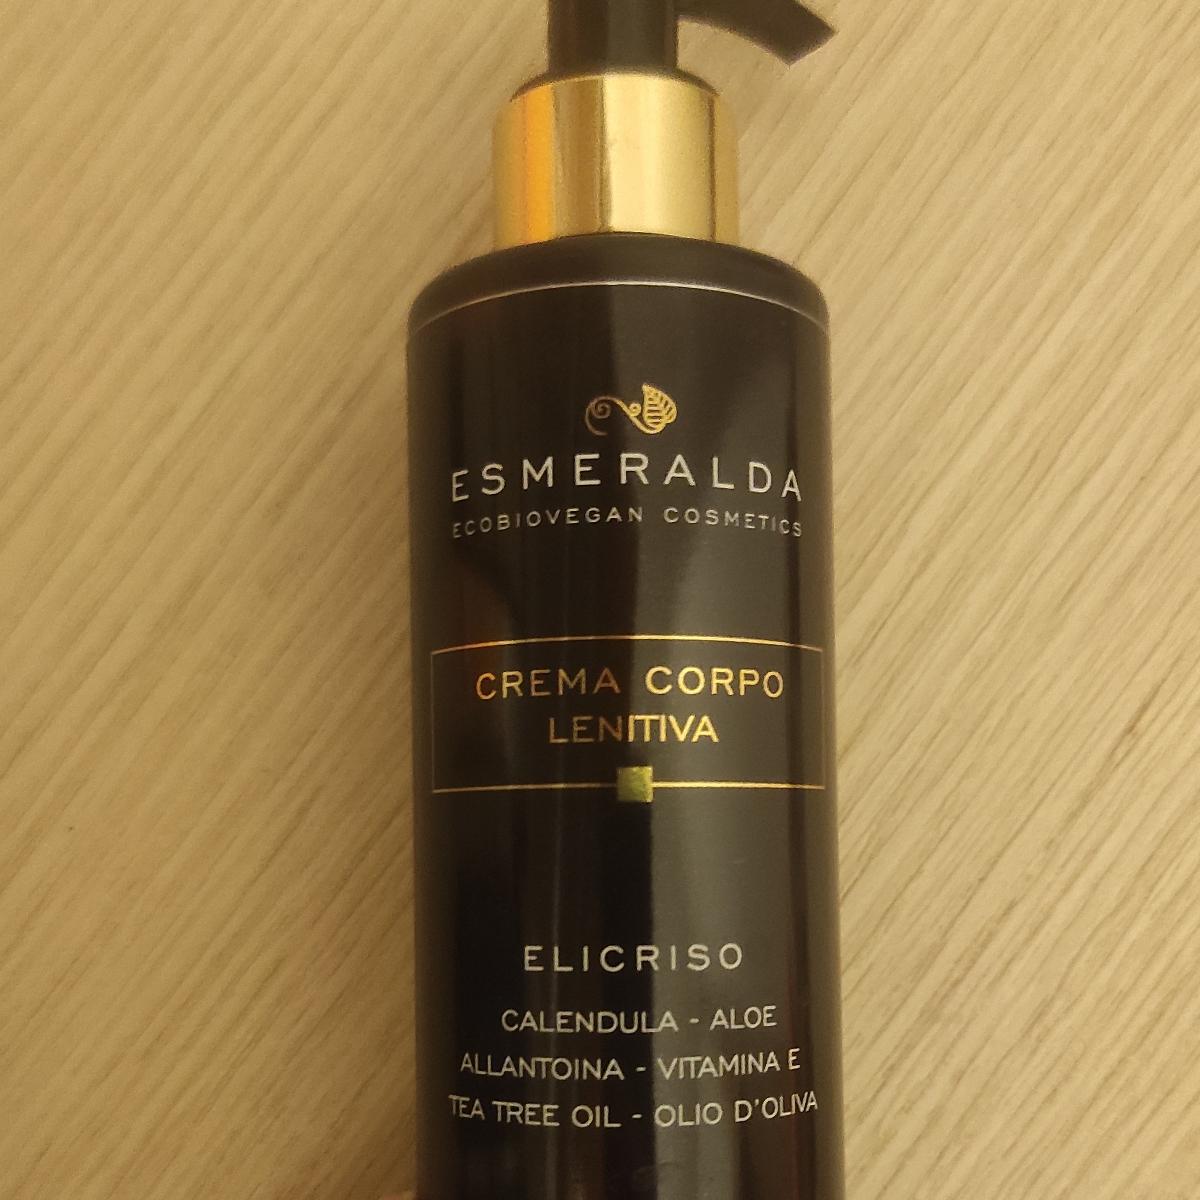 ESMERALDA
ECOBIOVEGAN COSMETICS
CREMA CORPO
LENITIVA
ELICRISO
CALENDULA - ALOE
ALLANTOINA - VITAMINA E
TEA TREE OIL - OLIO D'OLIVA